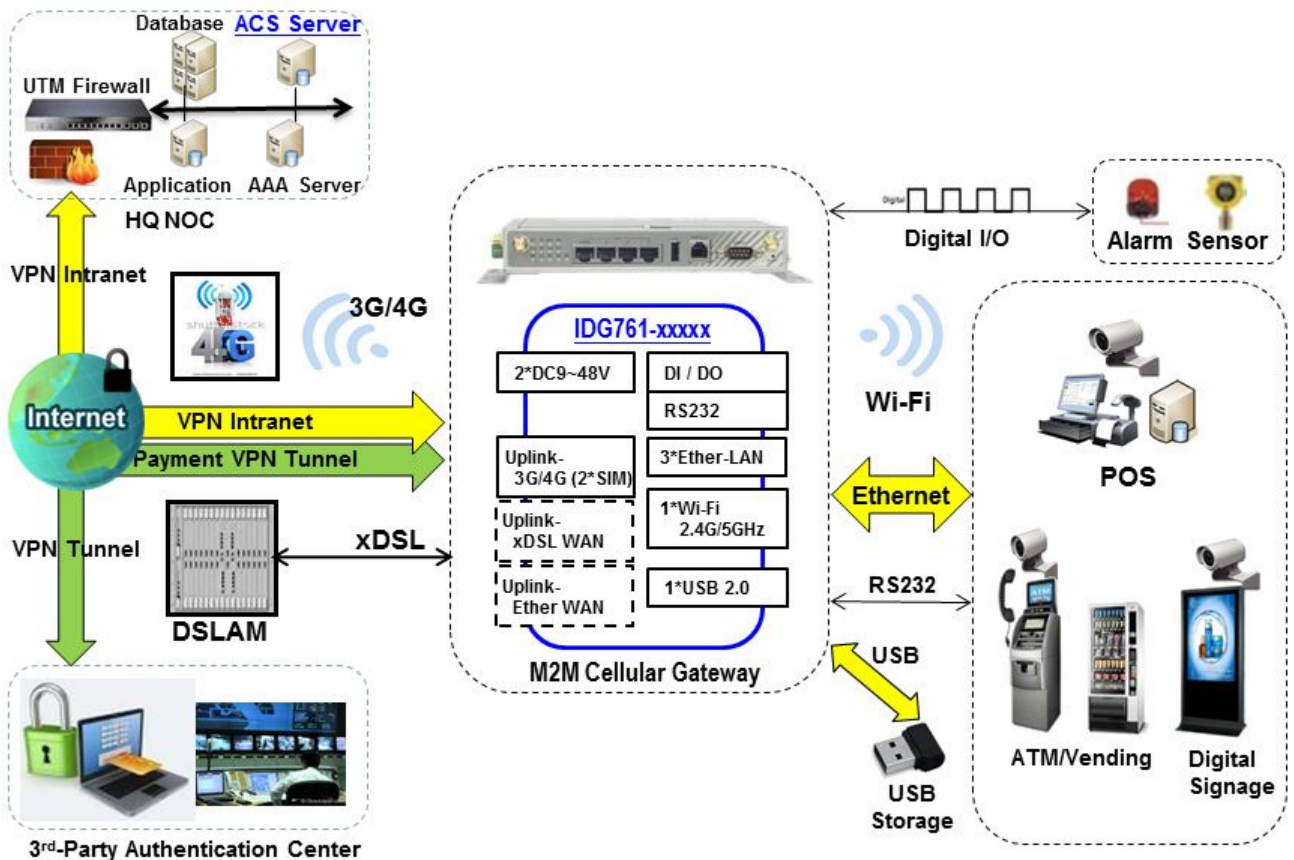 Database ACS Server
UTM Firewall
Application AAA Server
HQ NOC
VPN Intranet
3G/4G
Internet
VPN Intranet
Payment VPN Tunnel
VPN Tunnel
xDSL
DSLAM
3rd-Party Authentication Center
IDG761-xxxxx
2*DC9~48V
DI / DO
RS232
Uplink-
3G/4G (2*SIM)
3*Ether-LAN
Uplink-
xDSL WAN
1*Wi-Fi
2.4G/5GHz
Uplink-
Ether WAN
1*USB 2.0
M2M Cellular Gateway
Digital
Digital I/O
Alarm Sensor
Wi-Fi
POS
Ethernet
RS232
USB
USB
Storage
ATM
ATM/Vending
Digital
Signage